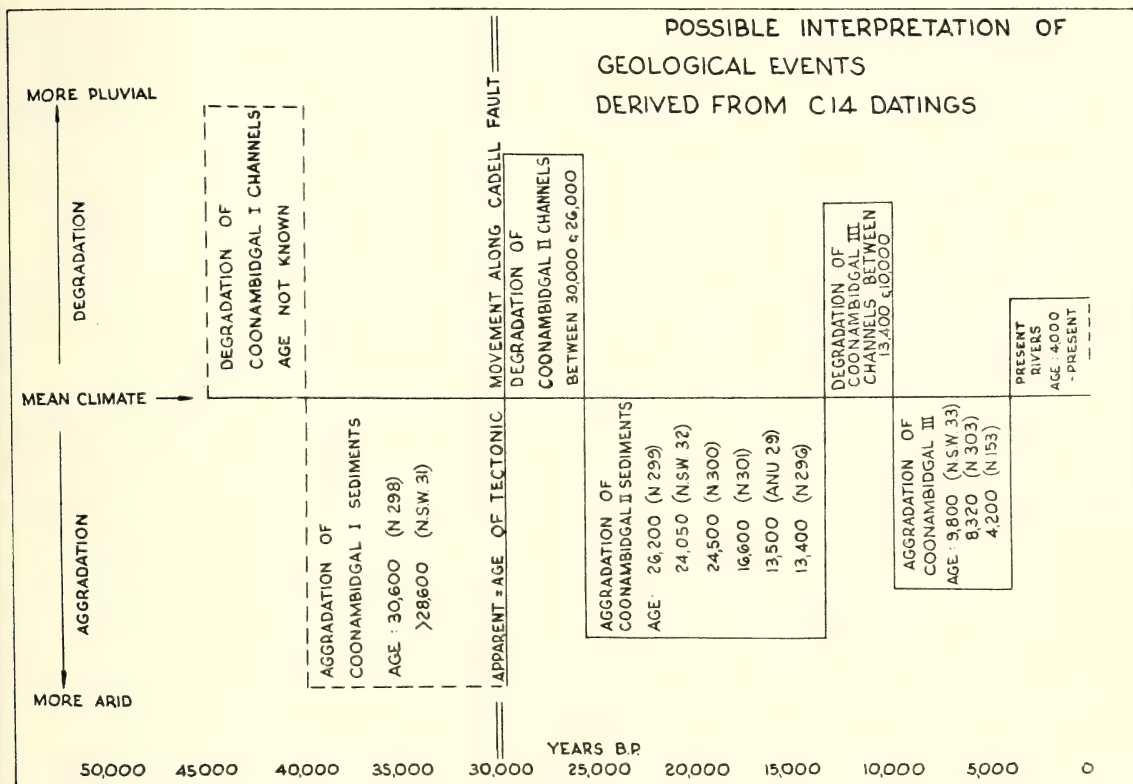 POSSIBLE INTERPRETATION OF
GEOLOGICAL EVENTS
DERIVED FROM C14 DATINGS
MORE PLUVIAL
DEGRADATION
MEAN CLIMATE
AGGRADATION
MORE ARID
DEGRADATION OF
COONAMBIDGAL I CHANNELS
AGE NOT KNOWN
AGGRADATION OF
COONAMBIDGAL I SEDIMENTS
AGE : 30,600 (N 298)
>28,600 (N.S.W. 31)
APPARENT = AGE OF TECTONIC MOVEMENT ALONG CADELL FAULT
DEGRADATION OF
COONAMBIDGAL II CHANNELS
BETWEEN 30,000 & 26,000
AGGRADATION OF
COONAMBIDGAL II SEDIMENTS
AGE: 26,200 (N 299)
24,050 (N.S.W. 32)
24,500 (N 300)
16,600 (N 301)
13,500 (ANU 29)
13,400 (N 296)
DEGRADATION OF
COONAMBIDGAL III
CHANNELS BETWEEN
13,400 & 10,000
AGGRADATION OF
COONAMBIDGAL III
AGE : 9,800 (N.S.W. 33)
8,320 (N 303)
4,200 (N 153)
PRESENT
RIVERS
AGE : 4,000
- PRESENT
YEARS B.P.
50,000 45000 40,000 35,000 30,000 25,000 20,000 15,000 10,000 5,000 0